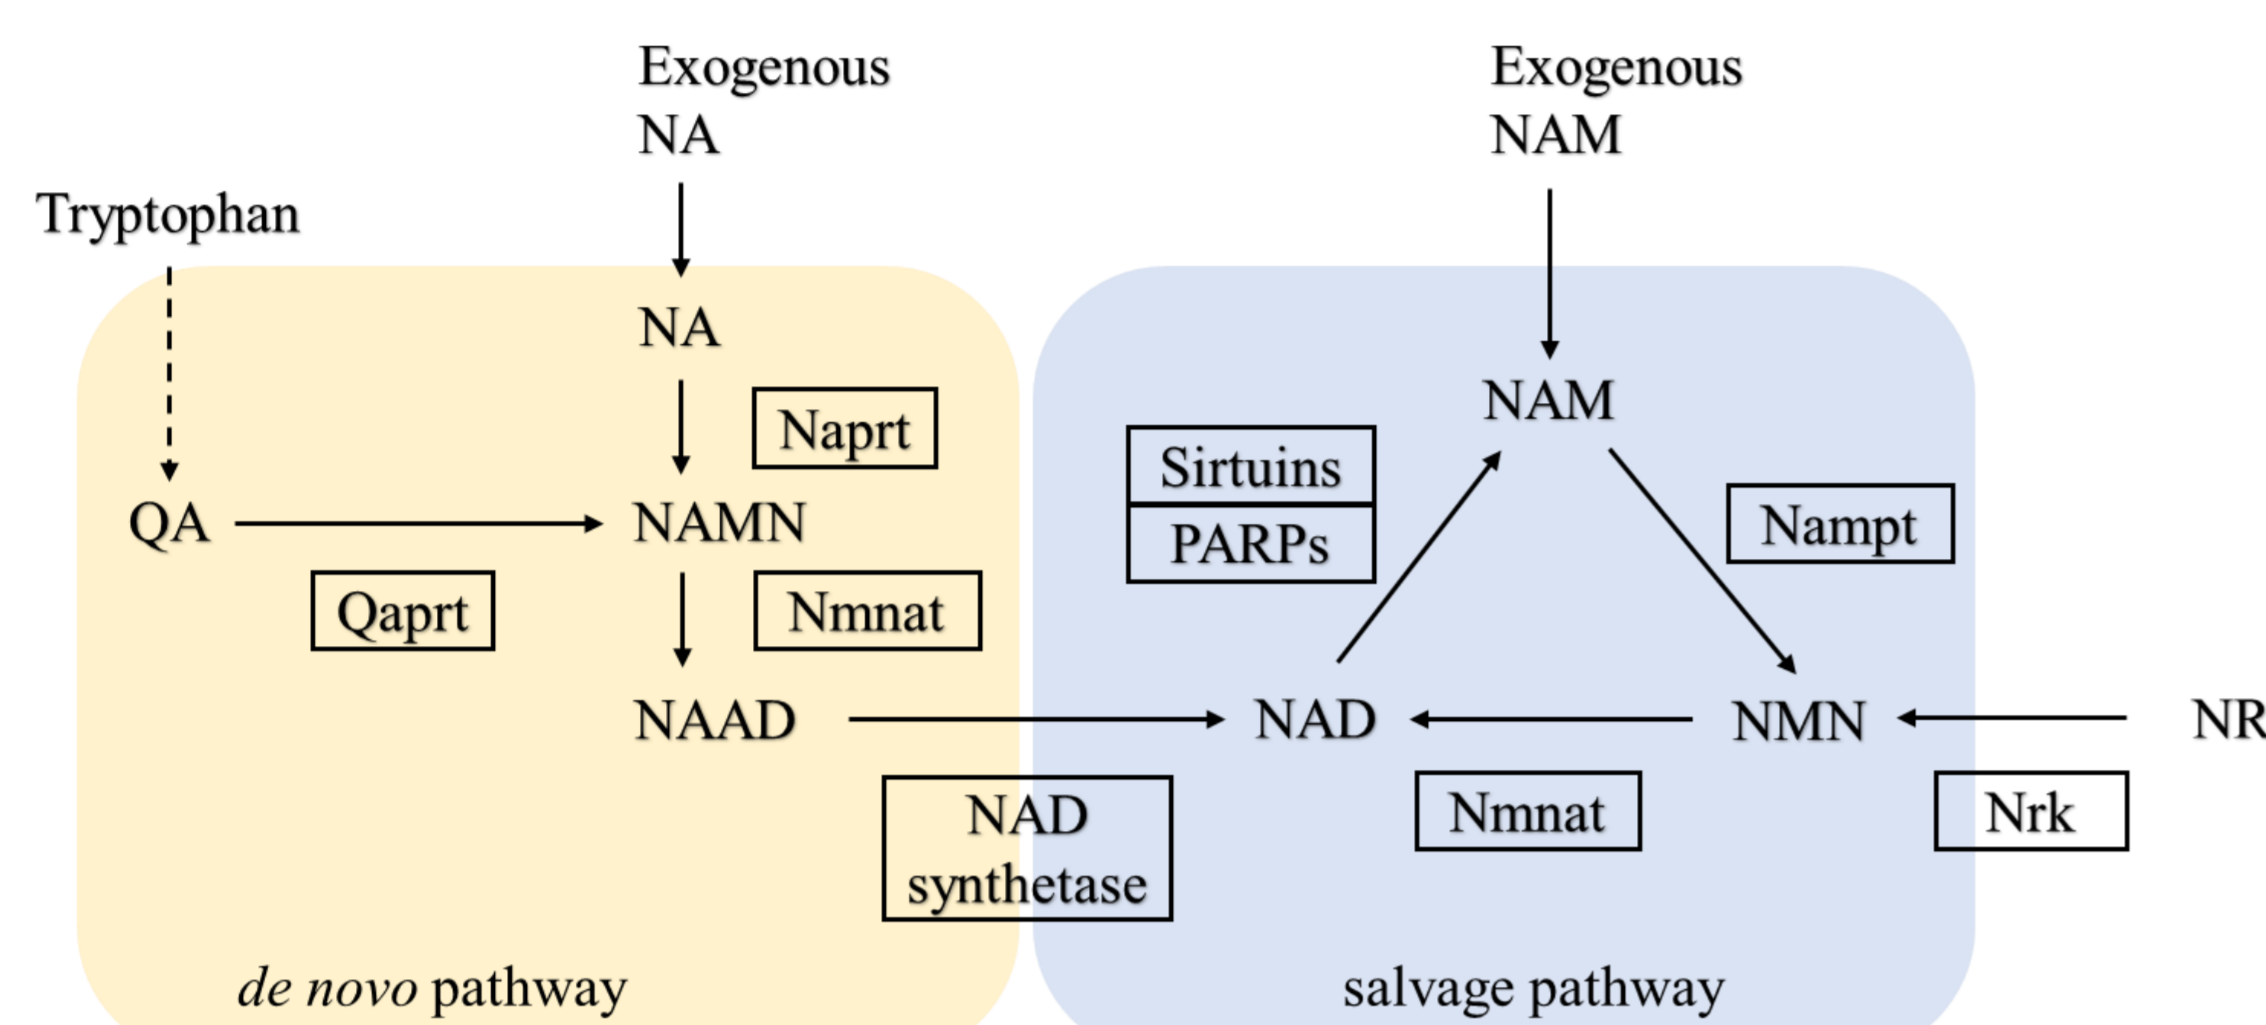 Exogenous
NA
Exogenous
NAM
Tryptophan
NA
NAM
Naprt
Sirtuins
PARPs
Nampt
QA
NAMN
Qaprt
Nmnat
NAAD
NAD
NMN
NR
NAD
synthetase
Nmnat
Nrk
de novo pathway
salvage pathway